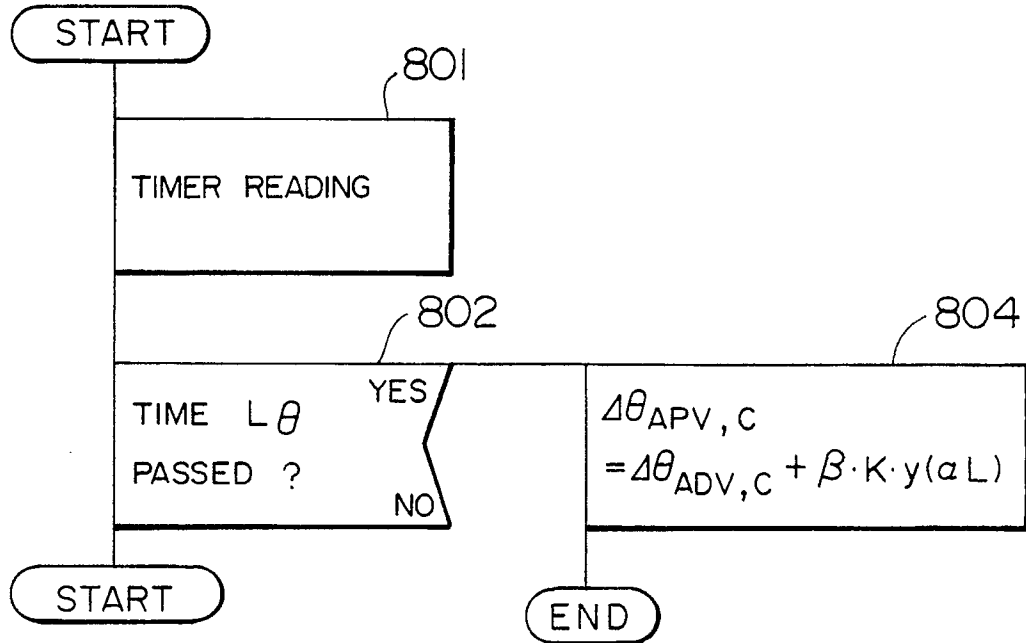 START
801
TIMER READING
802
804
TIME Lθ
PASSED ?
YES
NO
Δθ_APV, C
=Δθ_ADV, C + β·K·y(αL)
START
END